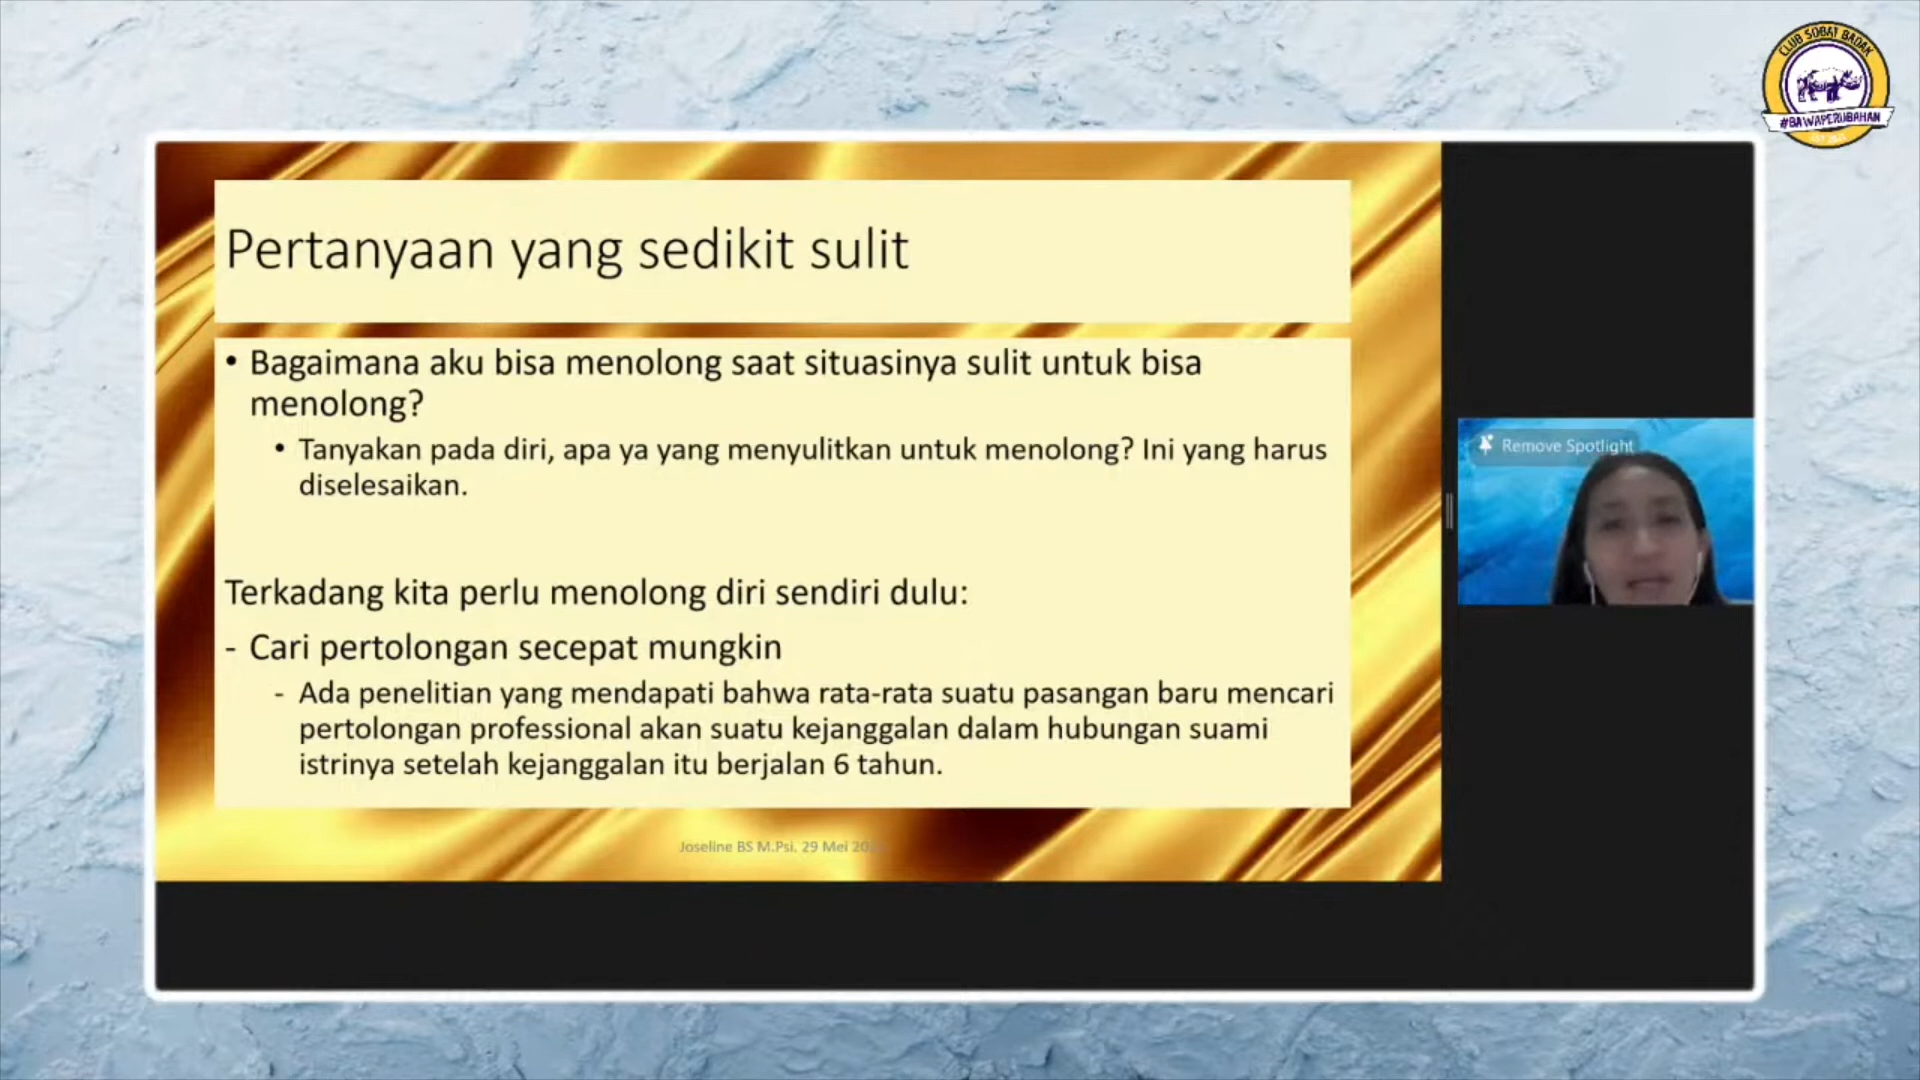 CLUB SOBAT BADAK
#BAWAPERUBAHAN
Pertanyaan yang sedikit sulit
• Bagaimana aku bisa menolong saat situasinya sulit untuk bisa
menolong?
• Tanyakan pada diri, apa ya yang menyulitkan untuk menolong? Ini yang harus
diselesaikan.
Remove Spotlight
Terkadang kita perlu menolong diri sendiri dulu:
- Cari pertolongan secepat mungkin
- Ada penelitian yang mendapati bahwa rata-rata suatu pasangan baru mencari
pertolongan professional akan suatu kejanggalan dalam hubungan suami
istrinya setelah kejanggalan itu berjalan 6 tahun.
Joseline BS M.Psi, 29 Mei